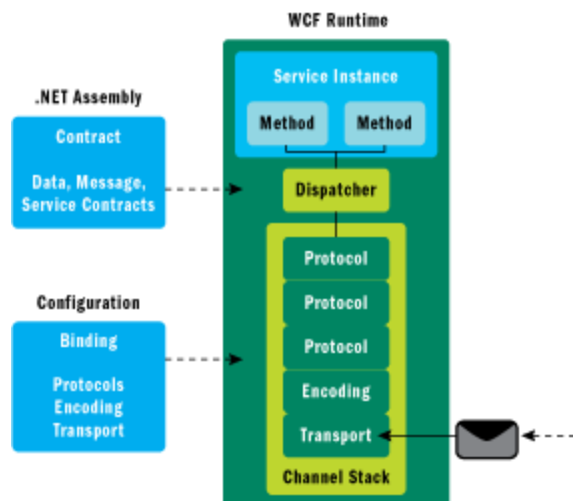 WCF Runtime
Service Instance
Method
Method
Dispatcher
Protocol
Protocol
Protocol
Encoding
Transport
Channel Stack
.NET Assembly
Contract
Data, Message,
Service Contracts
Configuration
Binding
Protocols
Encoding
Transport